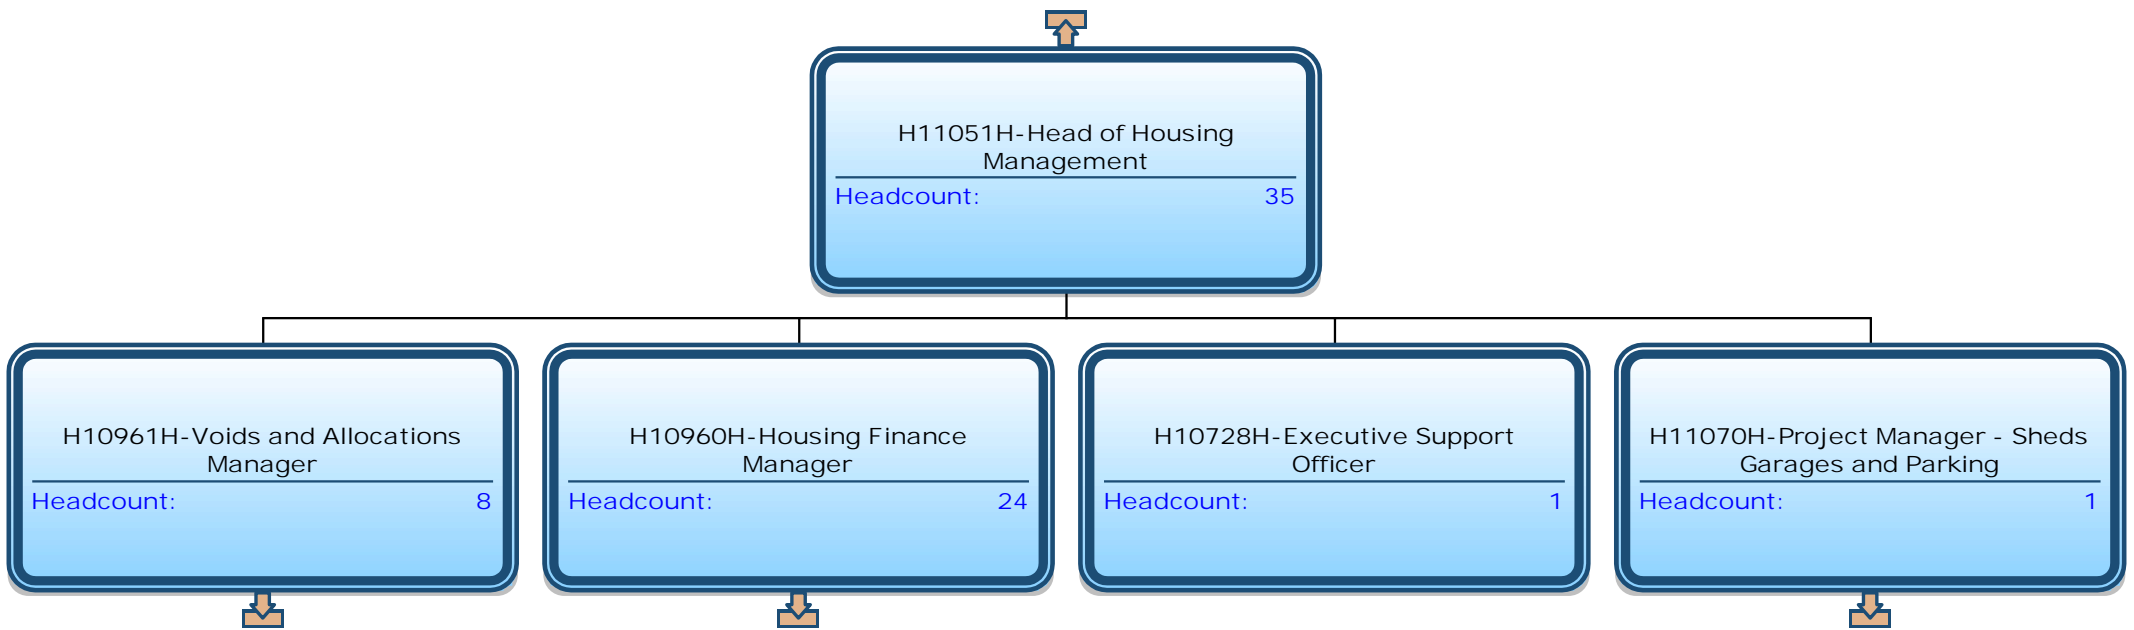 H11051H-Head of Housing
Management
Headcount: 35
H10961H-Voids and Allocations
Manager
Headcount: 8
H10960H-Housing Finance
Manager
Headcount: 24
H10728H-Executive Support
Officer
Headcount: 1
H11070H-Project Manager - Sheds
Garages and Parking
Headcount: 1